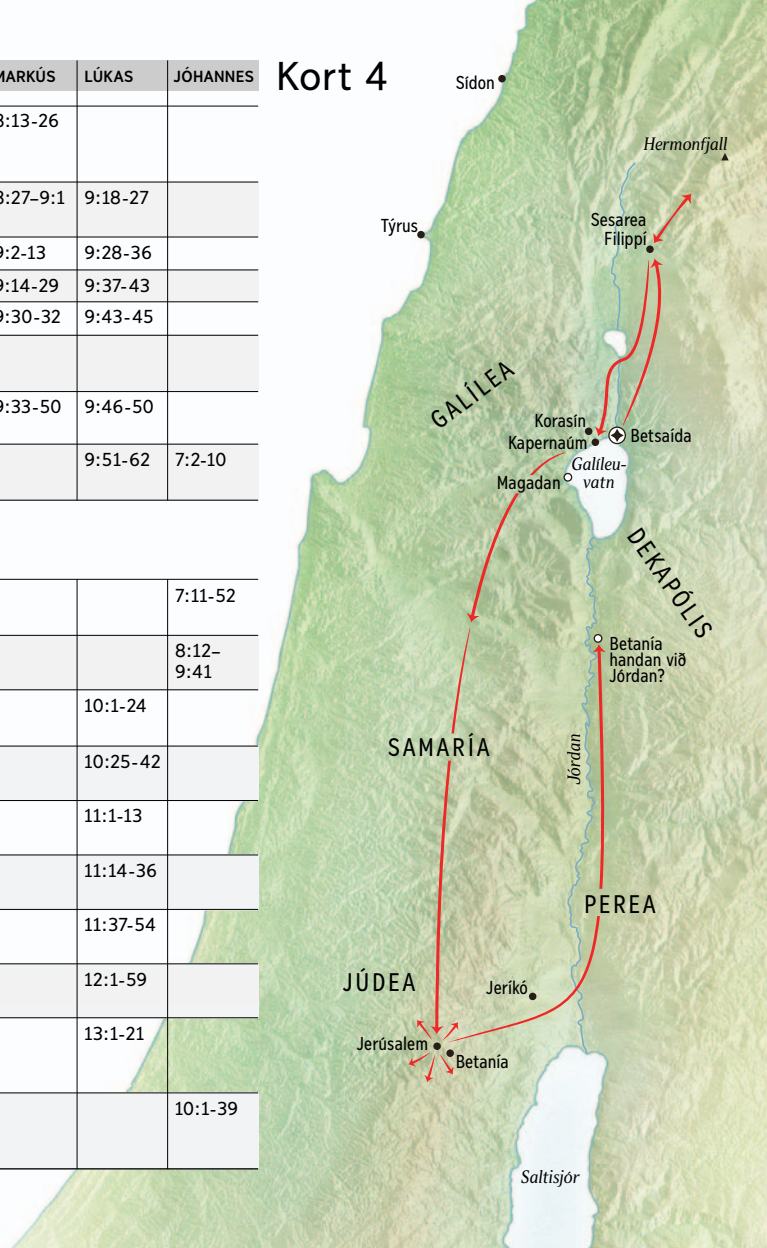 MARKÚS LÚKAS JÓHANNES
8:13-26
8:27–9:1 9:18-27
9:2-13 9:28-36
9:14-29 9:37-43
9:30-32 9:43-45
9:33-50 9:46-50
9:51-62 7:2-10
7:11-52
8:12–
9:41
10:1-24
10:25-42
11:1-13
11:14-36
11:37-54
12:1-59
13:1-21
10:1-39
Kort 4
Sídon
Hermonfjall
Týrus
Sesarea
Filippí
GALÍLEA
Korasín
Kapernaúm
Betsaída
Galíleu-
vatn
Magadan
DEKAPÓLIS
Betanía
handan við
Jórdan?
SAMARÍA
Jórdan
PEREA
JÚDEA
Jeríkó
Jerúsalem
Betanía
Saltisjór